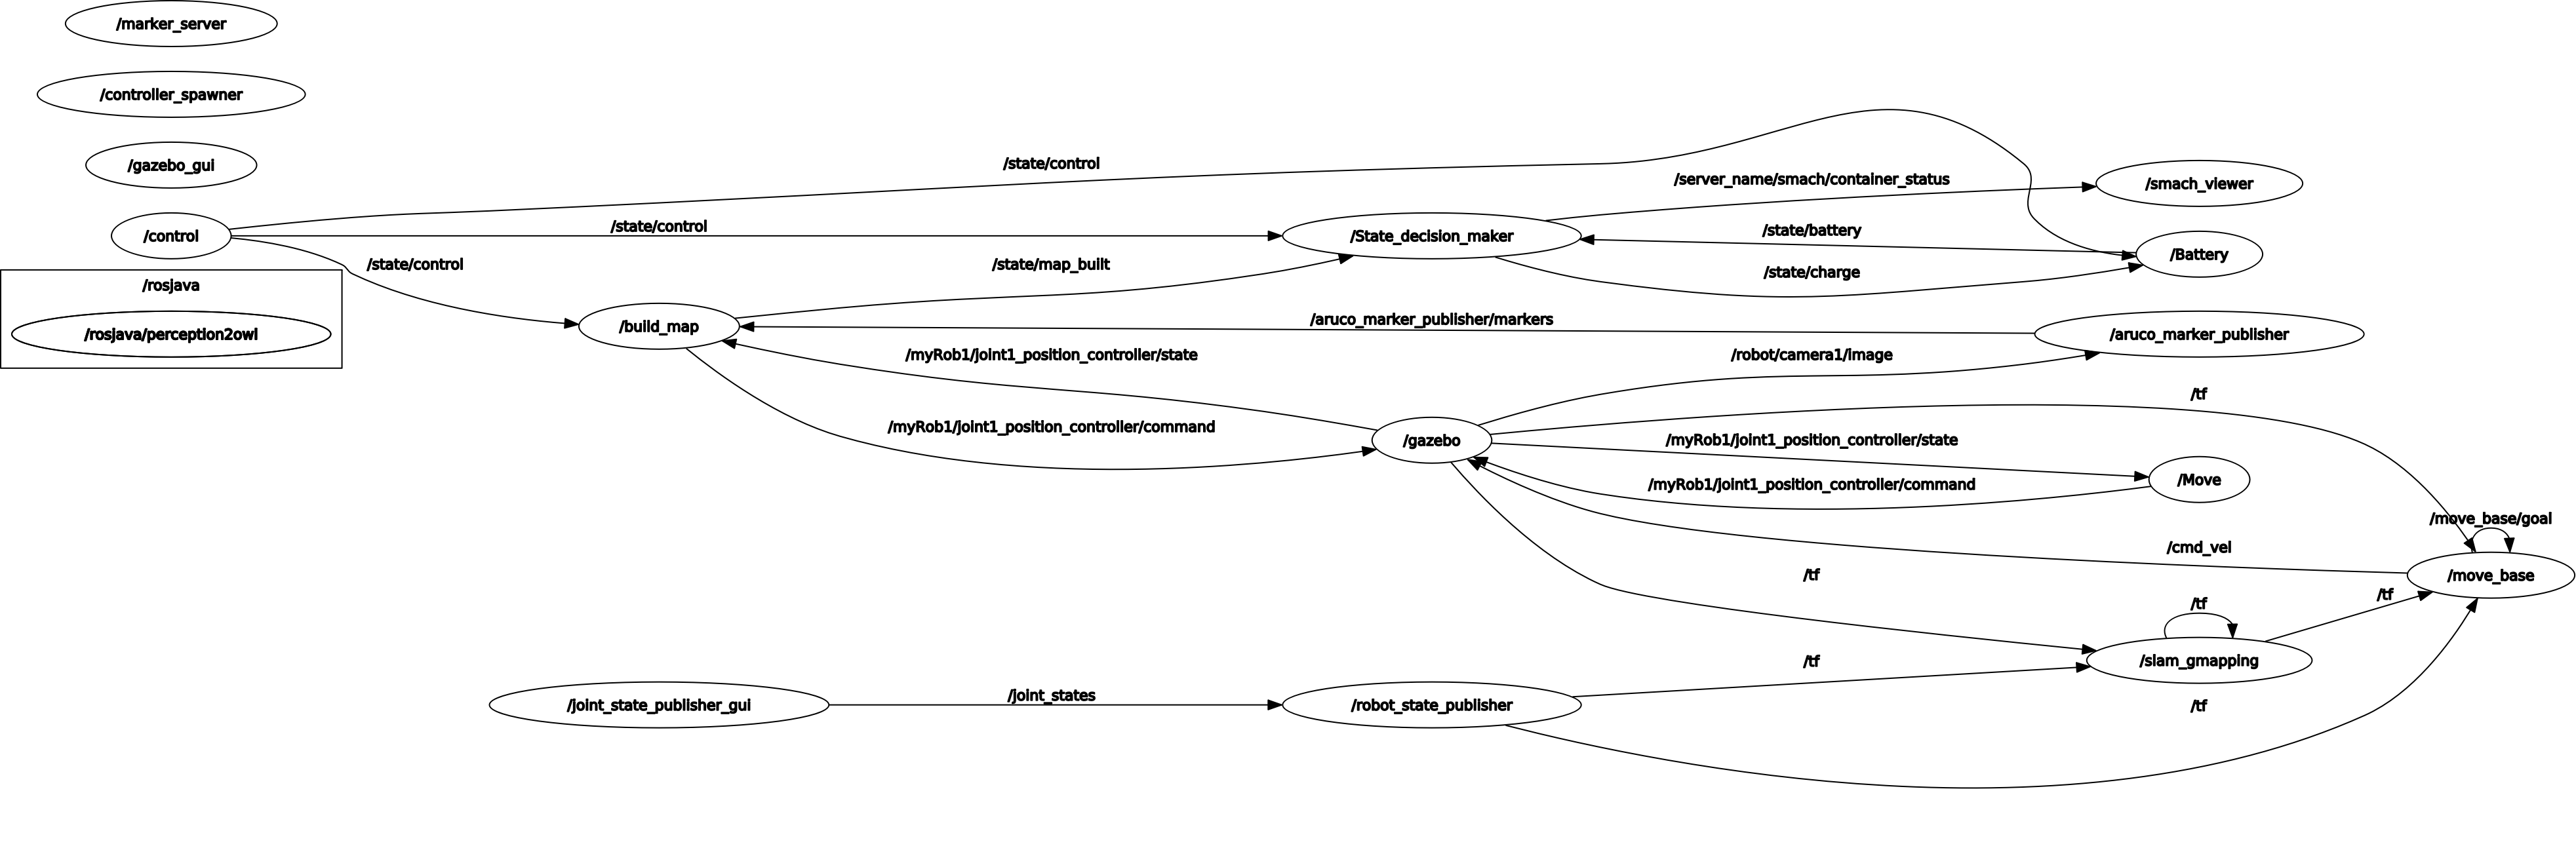 /marker_server
/controller_spawner
/gazebo_gui
/state/control
/server_name/smach/container_status
/smach_viewer
/control
/state/control
/State_decision_maker
/state/battery
/Battery
/state/control
/state/map_built
/state/charge
/rosjava
/rosjava/perception2owl
/build_map
/aruco_marker_publisher/markers
/aruco_marker_publisher
/myRob1/joint1_position_controller/state
/robot/camera1/image
/tf
/myRob1/joint1_position_controller/command
/gazebo
/myRob1/joint1_position_controller/state
/myRob1/joint1_position_controller/command
/Move
/move_base/goal
/cmd_vel
/tf
/move_base
/tf
/tf
/tf
/slam_gmapping
/joint_state_publisher_gui
/joint_states
/robot_state_publisher
/tf